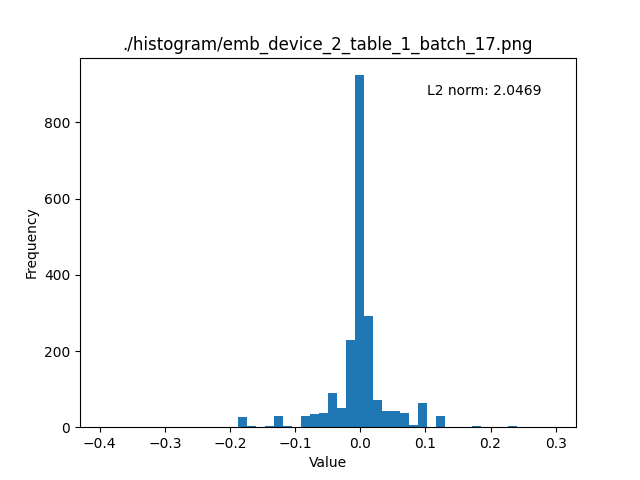 ./histogram/emb_device_2_table_1_batch_17.png
L2 norm: 2.0469
800
600
400
200
0
Frequency
−0.4 −0.3 −0.2 −0.1 0.0 0.1 0.2 0.3
Value